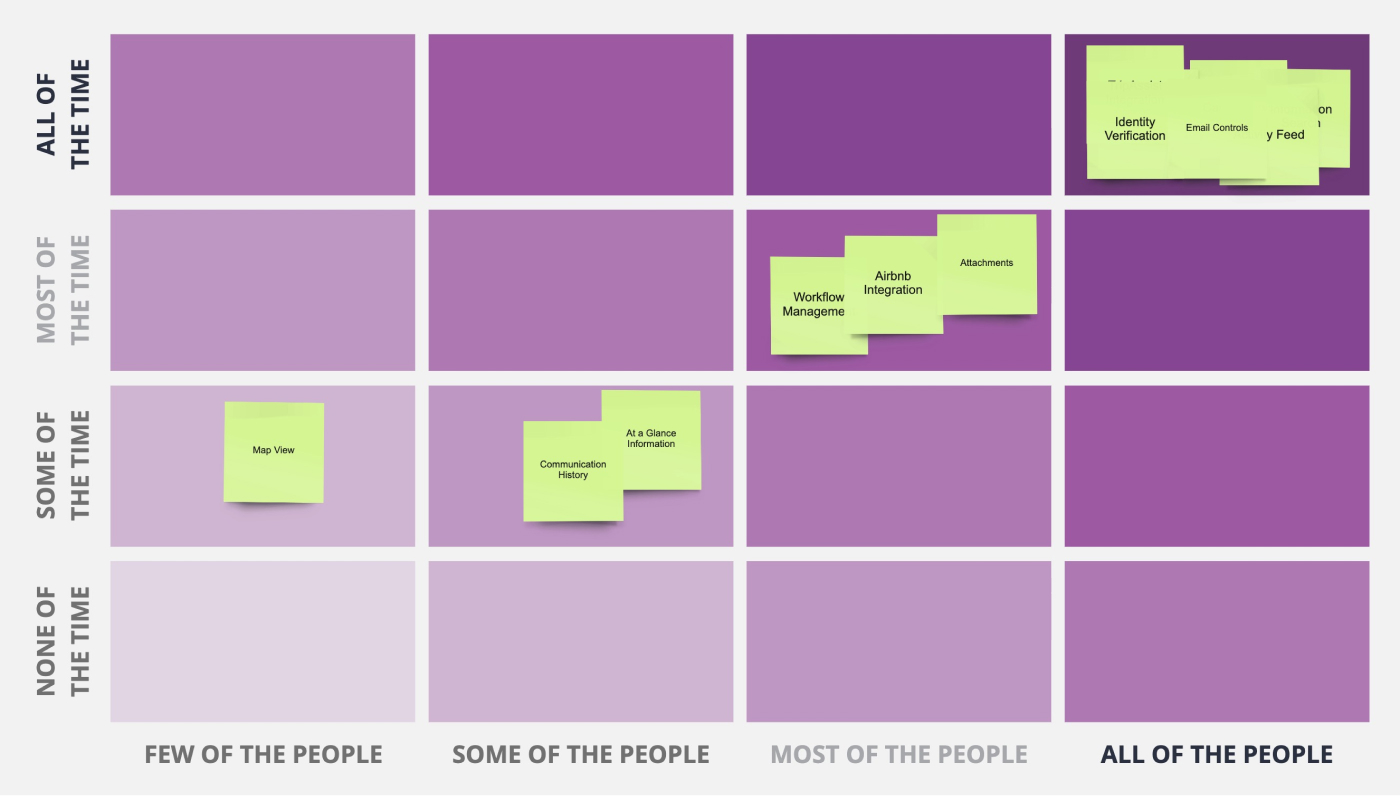 ALL OF
THE TIME
Identity
Verification
Email Controls
y Feed
on
MOST OF
THE TIME
Workflow
Manageme
Airbnb
Integration
Attachments
SOME OF
THE TIME
Map View
Communication
History
At a Glance
Information
NONE OF
THE TIME
FEW OF THE PEOPLE
SOME OF THE PEOPLE
MOST OF THE PEOPLE
ALL OF THE PEOPLE